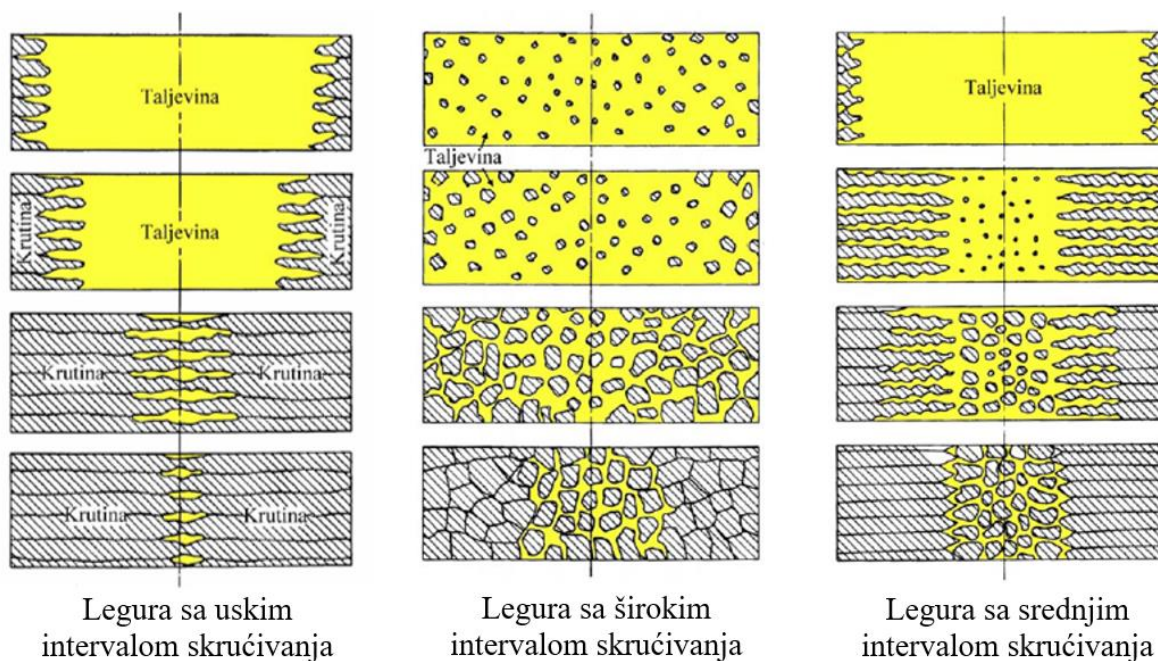 Taljevina
Taljevina
Krutina
Taljevina
Krutina
Krutina
Krutina
Krutina
Krutina
Legura sa uskim
intervalom skrućivanja
Taljevina
Legura sa širokim
intervalom skrućivanja
Taljevina
Legura sa srednjim
intervalom skrućivanja